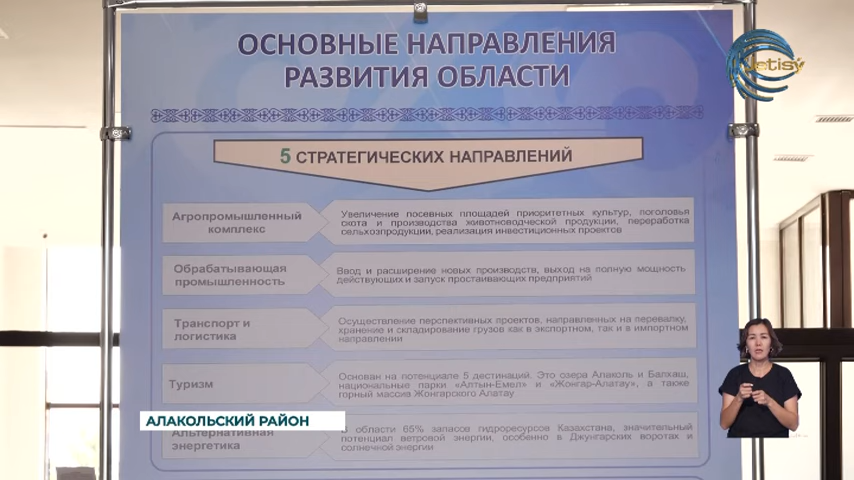 ОСНОВНЫЕ НАПРАВЛЕНИЯ
РАЗВИТИЯ ОБЛАСТИ
Jetisý
5 СТРАТЕГИЧЕСКИХ НАПРАВЛЕНИЙ
Агропромышленный
комплекс
Увеличение посевных площадей приоритетных культур, поголовья
скота и производства животноводческой продукции, переработка
сельхозпродукции, реализация инвестиционных проектов
Обрабатывающая
промышленность
Ввод и расширение новых производств, выход на полную мощность
действующих и запуск простаивающих предприятий
Транспорт и
логистика
Осуществление перспективных проектов, направленных на перевалку,
хранение и складирование грузов как в экспортном, так и в импортном
направлении
Туризм
Основан на потенциале 5 дестинаций. Это озера Алаколь и Балхаш,
национальные парки «Алтын-Емел» и «Жонгар-Алатау», а также
горный массив Жонгарского Алатау
АЛАКОЛЬСКИЙ РАЙОН
Альтернативная
энергетика
области 65% запасов гидроресурсов Казахстана, значительный
потенциал ветровой энергии, особенно в Джунгарских воротах и
солнечной энергии